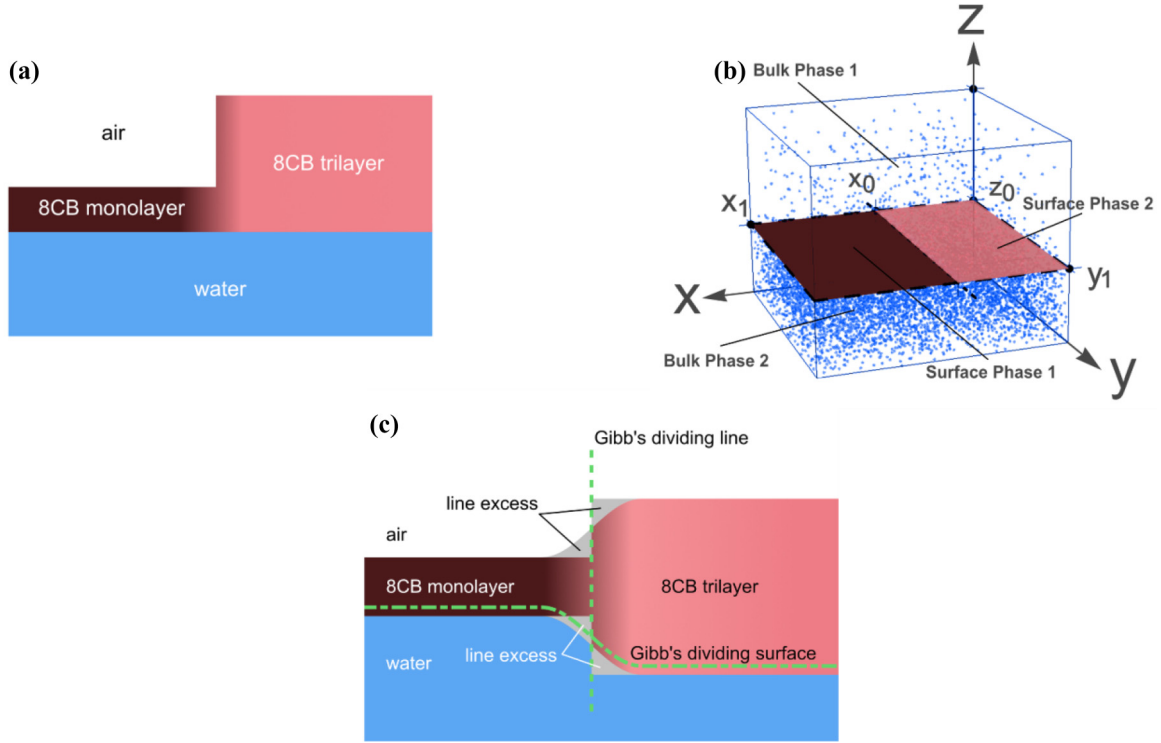 (a)
air
8CB trilayer
8CB monolayer
water
(b)
Z
Bulk Phase 1
x0
x1
z0
Surface Phase 2
y1
X
Bulk Phase 2
Surface Phase 1
y
(c)
Gibb's dividing line
line excess
air
8CB monolayer
8CB trilayer
line excess
Gibb's dividing surface
water